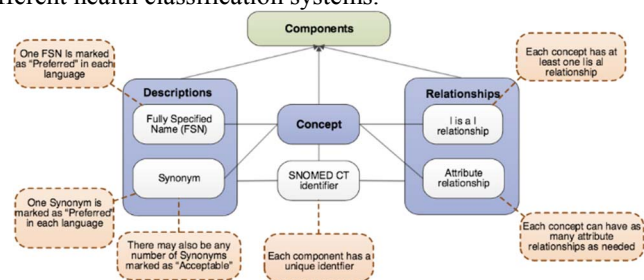 fferent health classification systems.
Components
One FSN is marked
as "Preferred" in each
language
Each concept has at
least one I is al
relationship
Descriptions
Relationships
Fully Specified
Name (FSN)
Concept
I is a I
relationship
Synonym
SNOMED CT
identifier
Attribute
relationship
One Synonym is
marked as "Preferred"
in each language
There may also be any
number of Synonyms
marked as "Acceptable"
Each component has a
unique identfier
Each concept can have as
many attribute
relationships as needed